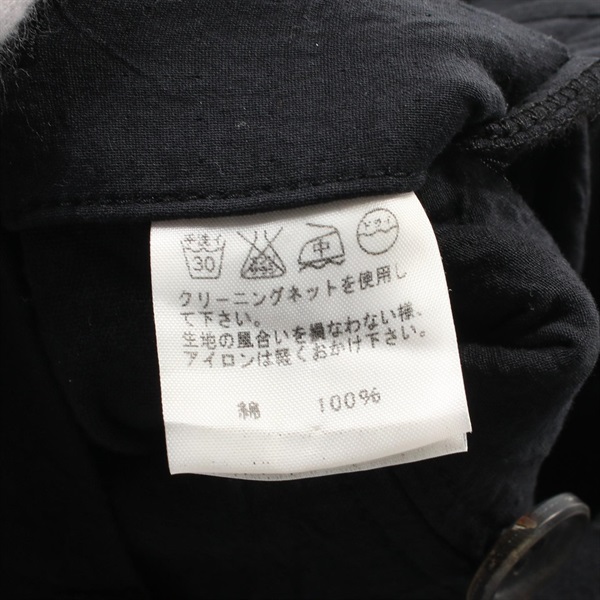 手洗イ ドライ
30 中
クリーニングネットを使用し
て下さい。
生地の風合いを損なわない様、
アイロンは軽くおかけ下さい。
綿 100%